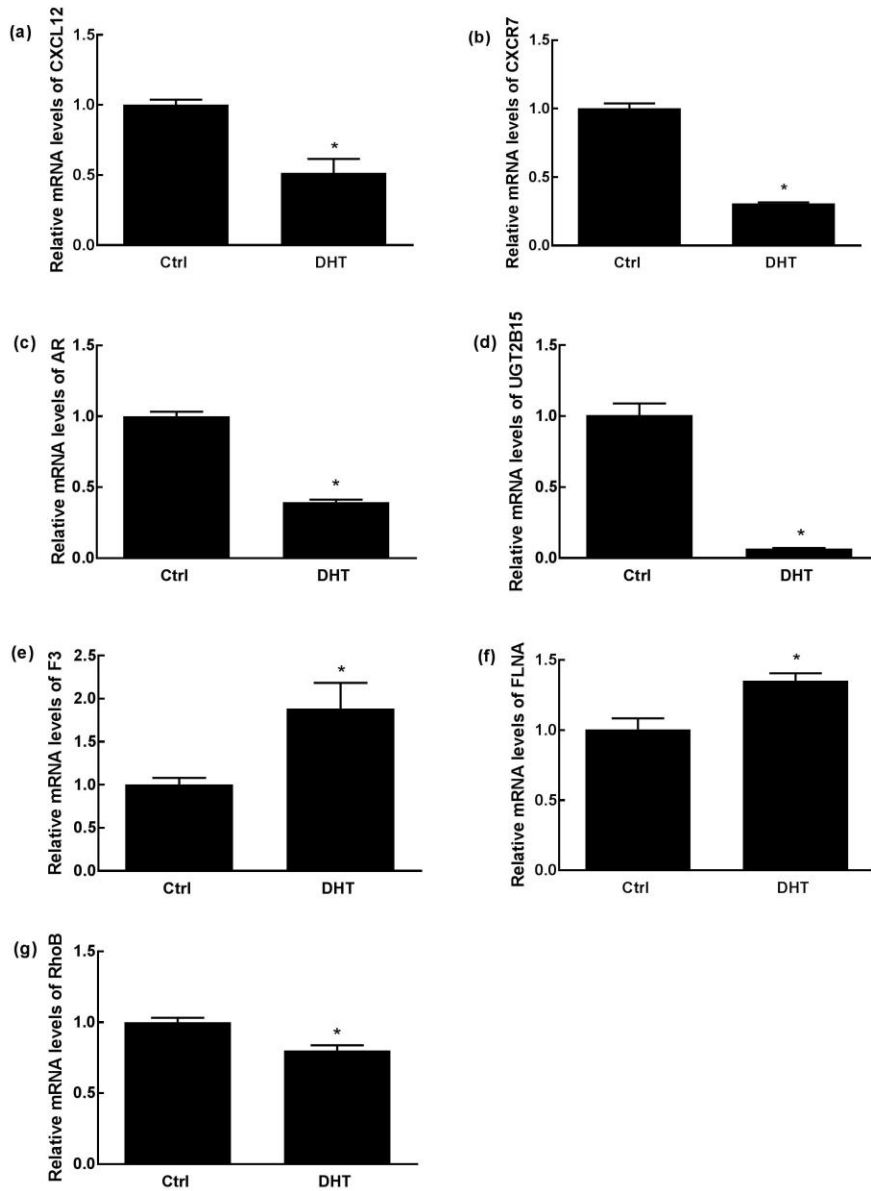 (a)
Relative mRNA levels of CXCL12
1.5
1.0
0.5
0.0
*
Ctrl
DHT
(b)
Relative mRNA levels of CXCR7
1.5
1.0
0.5
0.0
*
Ctrl
DHT
(c)
Relative mRNA levels of AR
1.5
1.0
0.5
0.0
*
Ctrl
DHT
(d)
Relative mRNA levels of UGT2B15
1.5
1.0
0.5
0.0
*
Ctrl
DHT
(e)
Relative mRNA levels of F3
2.5
2.0
1.5
1.0
0.5
0.0
*
Ctrl
DHT
(f)
Relative mRNA levels of FLNA
1.5
1.0
0.5
0.0
*
Ctrl
DHT
(g)
Relative mRNA levels of RhoB
1.5
1.0
0.5
0.0
*
Ctrl
DHT